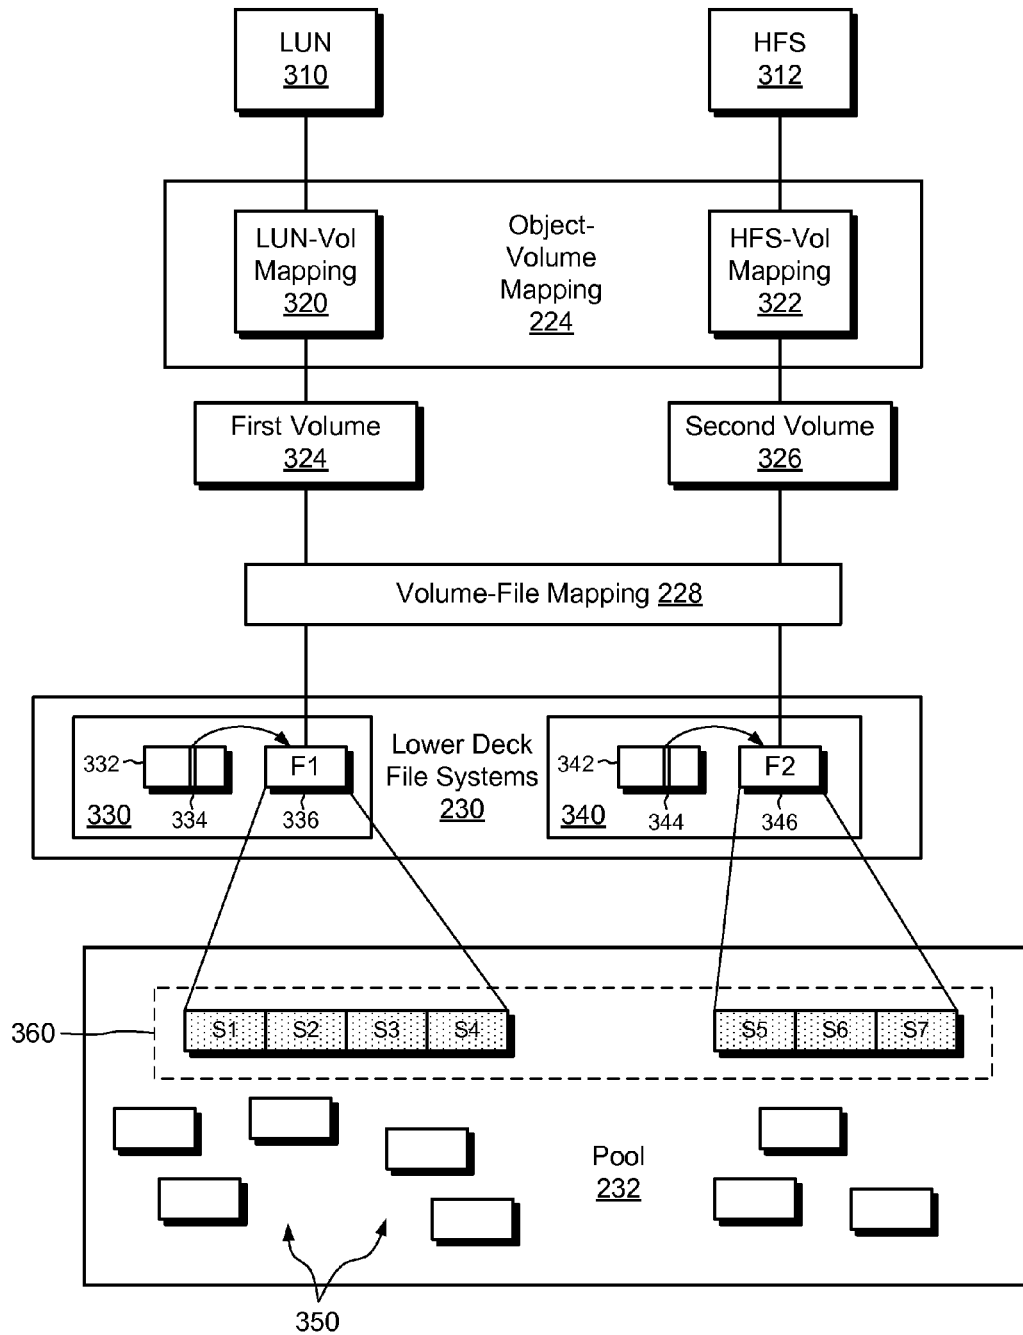 LUN
310
HFS
312
LUN-Vol
Mapping
320
Object-
Volume
Mapping
224
HFS-Vol
Mapping
322
First Volume
324
Second Volume
326
Volume-File Mapping 228
332
F1
330
334
336
Lower Deck
File Systems
230
342
F2
340
344
346
360
S1 S2 S3 S4
S5 S6 S7
Pool
232
350